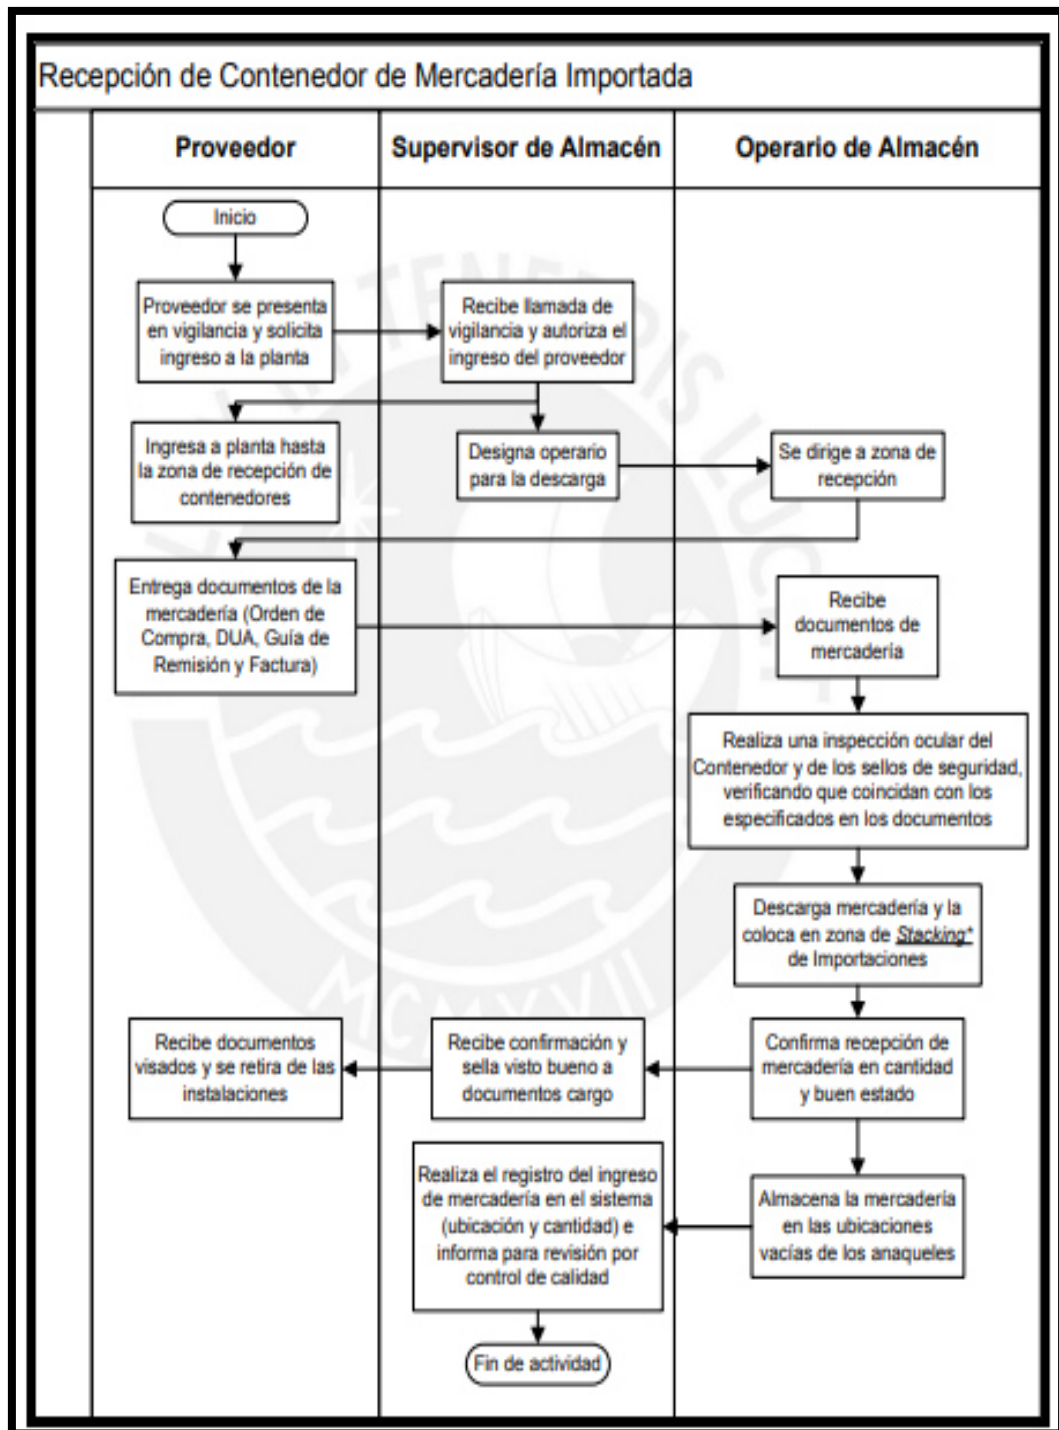 Recepción de Contenedor de Mercadería Importada
Proveedor
Supervisor de Almacén
Operario de Almacén
Inicio
Proveedor se presenta
en vigilancia y solicita
ingreso a la planta
Recibe llamada de
vigilancia y autoriza el
ingreso del proveedor
Ingresa a planta hasta
la zona de recepción de
contenedores
Designa operario
para la descarga
Se dirige a zona de
recepción
Entrega documentos de la
mercadería (Orden de
Compra, DUA, Guía de
Remisión y Factura)
Recibe
documentos de
mercadería
Realiza una inspección ocular del
Contenedor y de los sellos de seguridad,
verificando que coincidan con los
especificados en los documentos
Descarga mercadería y la
coloca en zona de Stacking*
de Importaciones
Confirma recepción de
mercadería en cantidad
y buen estado
Recibe confirmación y
sella visto bueno a
documentos cargo
Recibe documentos
visados y se retira de las
instalaciones
Almacena la mercadería
en las ubicaciones
vacías de los anaqueles
Realiza el registro del ingreso
de mercadería en el sistema
(ubicación y cantidad) e
informa para revisión por
control de calidad
Fin de actividad
MCMXVII